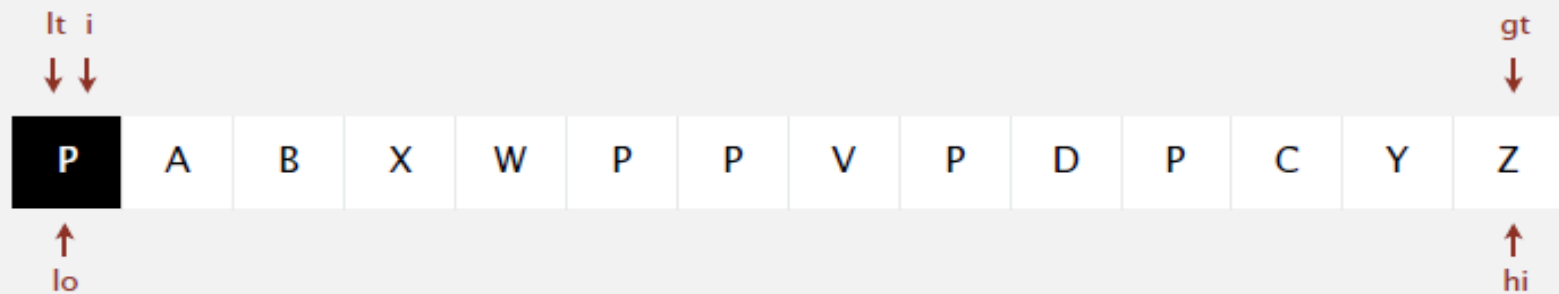 lt i gt
P A B X W P P V P D P C Y Z
lo hi